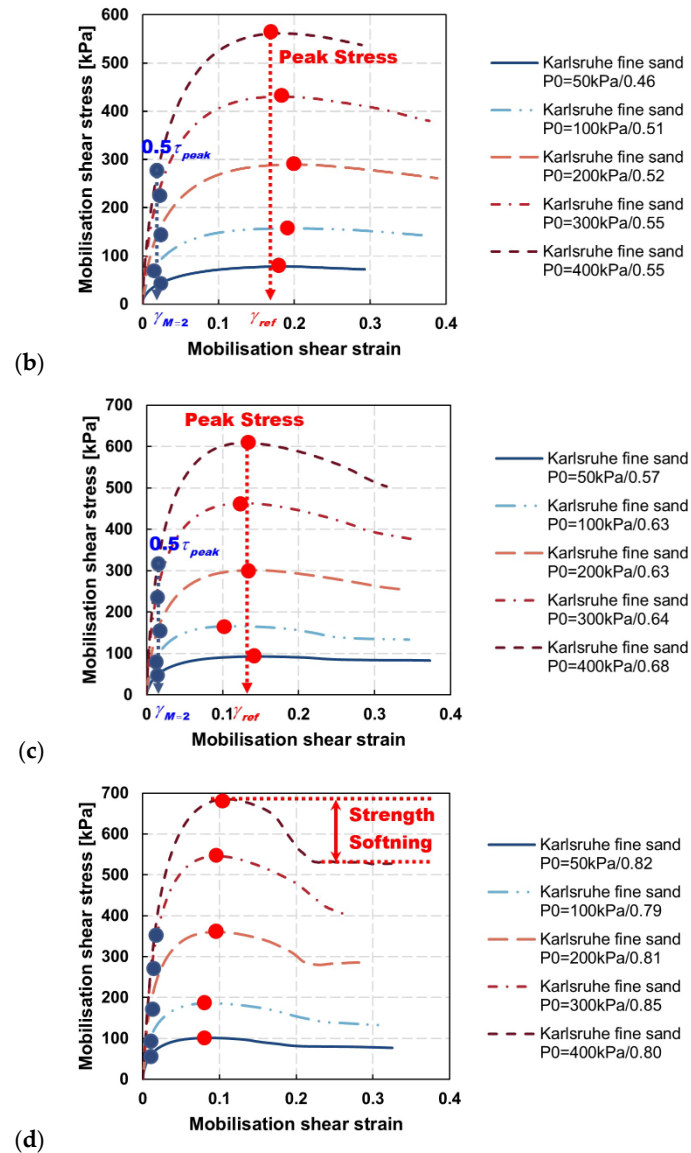 600
500
400
300
200
100
0
0
0.1
0.2
0.3
0.4
Mobilisation shear stress [kPa]
Mobilisation shear strain
Peak Stress
0.5τpeak
γM=2
γref
Karlsruhe fine sand
P0=50kPa/0.46
Karlsruhe fine sand
P0=100kPa/0.51
Karlsruhe fine sand
P0=200kPa/0.52
Karlsruhe fine sand
P0=300kPa/0.55
Karlsruhe fine sand
P0=400kPa/0.55
(b)
700
600
500
400
300
200
100
0
0
0.1
0.2
0.3
0.4
Mobilisation shear stress [kPa]
Mobilisation shear strain
Peak Stress
0.5τpeak
γM=2
γref
Karlsruhe fine sand
P0=50kPa/0.57
Karlsruhe fine sand
P0=100kPa/0.63
Karlsruhe fine sand
P0=200kPa/0.63
Karlsruhe fine sand
P0=300kPa/0.64
Karlsruhe fine sand
P0=400kPa/0.68
(c)
700
600
500
400
300
200
100
0
0
0.1
0.2
0.3
0.4
Mobilisation shear stress [kPa]
Mobilisation shear strain
Strength
Softning
Karlsruhe fine sand
P0=50kPa/0.82
Karlsruhe fine sand
P0=100kPa/0.79
Karlsruhe fine sand
P0=200kPa/0.81
Karlsruhe fine sand
P0=300kPa/0.85
Karlsruhe fine sand
P0=400kPa/0.80
(d)